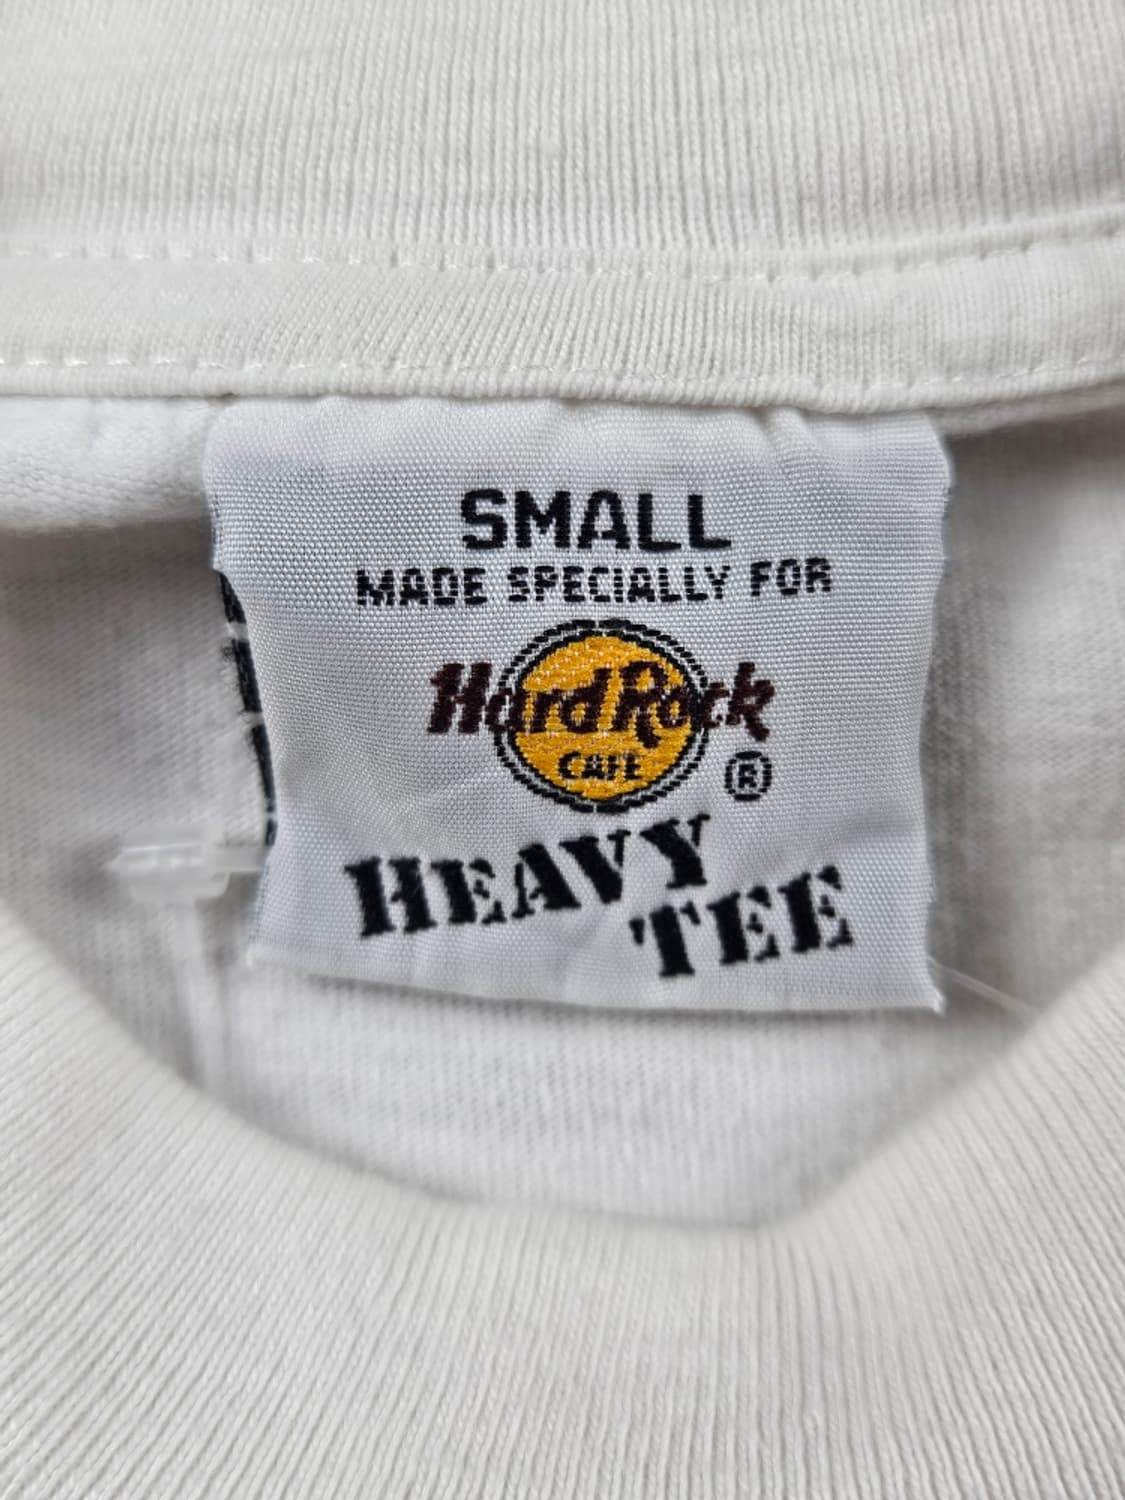 SMALL
MADE SPECIALLY FOR
Hard Rock
CAFE
®
HEAVY
TEE